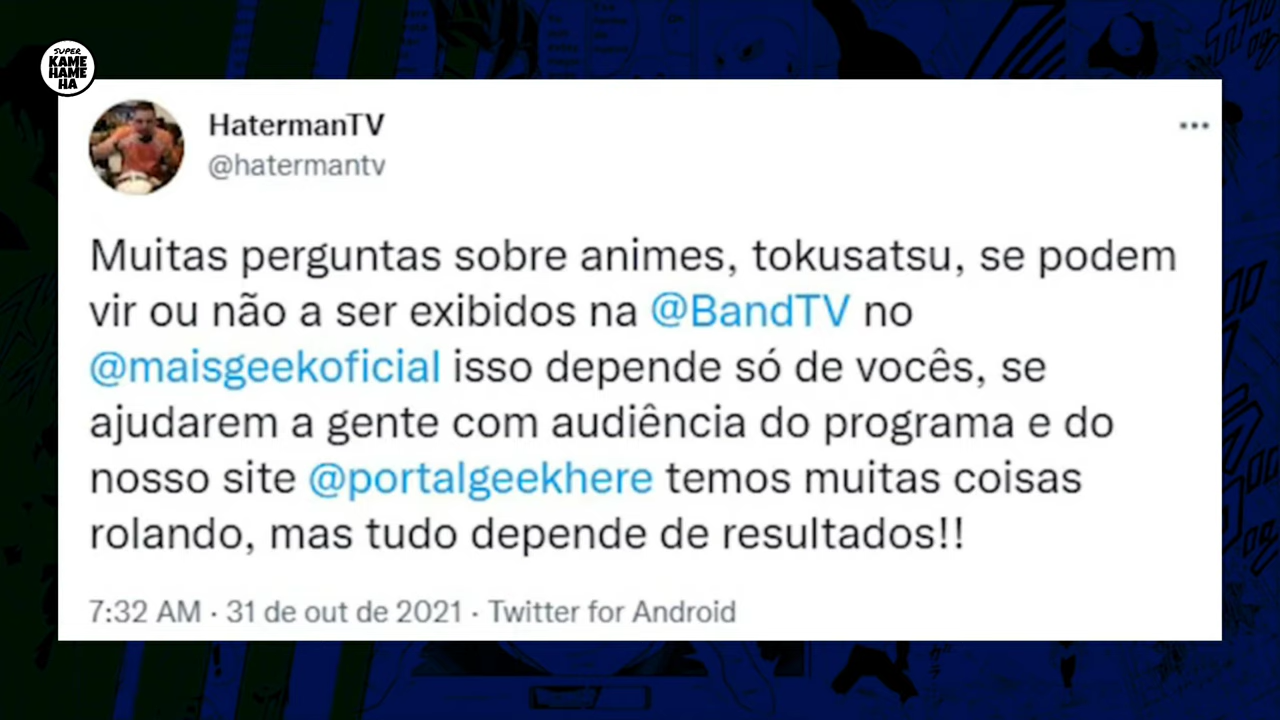 SUPER
KAME
HAME
HA
HatermanTV
@hatermantv
Muitas perguntas sobre animes, tokusatsu, se podem
vir ou não a ser exibidos na @BandTV no
@maisgeekoficial isso depende só de vocês, se
ajudarem a gente com audiência do programa e do
nosso site @portalgeekhere temos muitas coisas
rolando, mas tudo depende de resultados!!
7:32 AM · 31 de out de 2021 · Twitter for Android